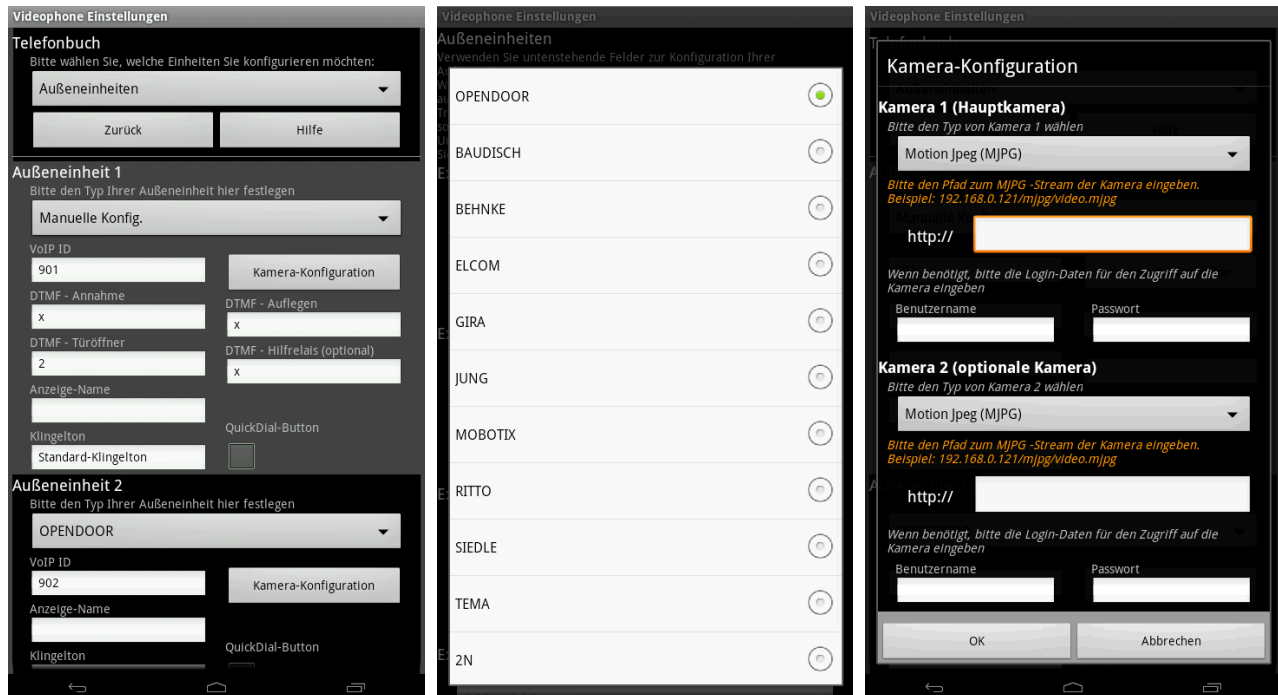 Videophone Einstellungen
Telefonbuch
Bitte wählen Sie, welche Einheiten Sie konfigurieren möchten:
Außeneinheiten
Zurück
Hilfe
Außeneinheit 1
Bitte den Typ Ihrer Außeneinheit hier festlegen
Manuelle Konfig.
VoIP ID
901
Kamera-Konfiguration
DTMF - Annahme
x
DTMF - Auflegen
x
DTMF - Türöffner
2
DTMF - Hilfrelais (optional)
x
Anzeige-Name
Klingelton
Standard-Klingelton
QuickDial-Button
Außeneinheit 2
Bitte den Typ Ihrer Außeneinheit hier festlegen
OPENDOOR
VoIP ID
902
Kamera-Konfiguration
Anzeige-Name
Klingelton
QuickDial-Button
Videophone Einstellungen
Außeneinheiten
Verwenden Sie untenstehende Felder zur Konfiguration Ihrer
OPENDOOR
BAUDISCH
BEHNKE
ELCOM
GIRA
JUNG
MOBOTIX
RITTO
SIEDLE
TEMA
2N
Videophone Einstellungen
Kamera-Konfiguration
Kamera 1 (Hauptkamera)
Bitte den Typ von Kamera 1 wählen
Motion Jpeg (MJPG)
Bitte den Pfad zum MJPG -Stream der Kamera eingeben.
Beispiel: 192.168.0.121/mjpg/video.mjpg
http://
Wenn benötigt, bitte die Login-Daten für den Zugriff auf die
Kamera eingeben
Benutzername
Passwort
Kamera 2 (optionale Kamera)
Bitte den Typ von Kamera 2 wählen
Motion Jpeg (MJPG)
Bitte den Pfad zum MJPG -Stream der Kamera eingeben.
Beispiel: 192.168.0.121/mjpg/video.mjpg
http://
Wenn benötigt, bitte die Login-Daten für den Zugriff auf die
Kamera eingeben
Benutzername
Passwort
OK
Abbrechen